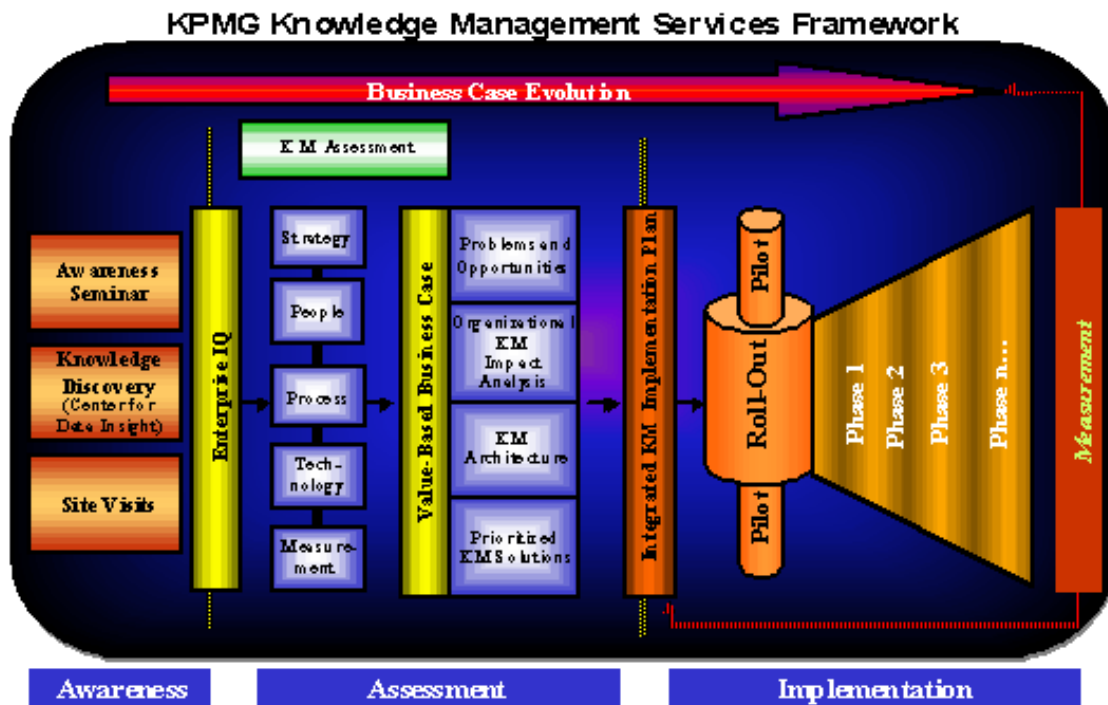 KPMG Knowledge Management Services Framework
Business Case Evolution
KM Assessment
Awareness
Seminar
Knowledge
Discovery
(Center for
Data Insight)
Site Visits
Enterprise IQ
Strategy
People
Process
Tech-
nology
Measure-
ment
Value-Based Business Case
Problems and
Opportunities
Organizational
KM
Impact
Analysis
KM
Architecture
Prioritized
KM Solutions
Integrated KM Implementation Plan
Pilot
Roll-Out
Pilot
Phase 1
Phase 2
Phase 3
Phase n...
Measurement
Awareness
Assessment
Implementation